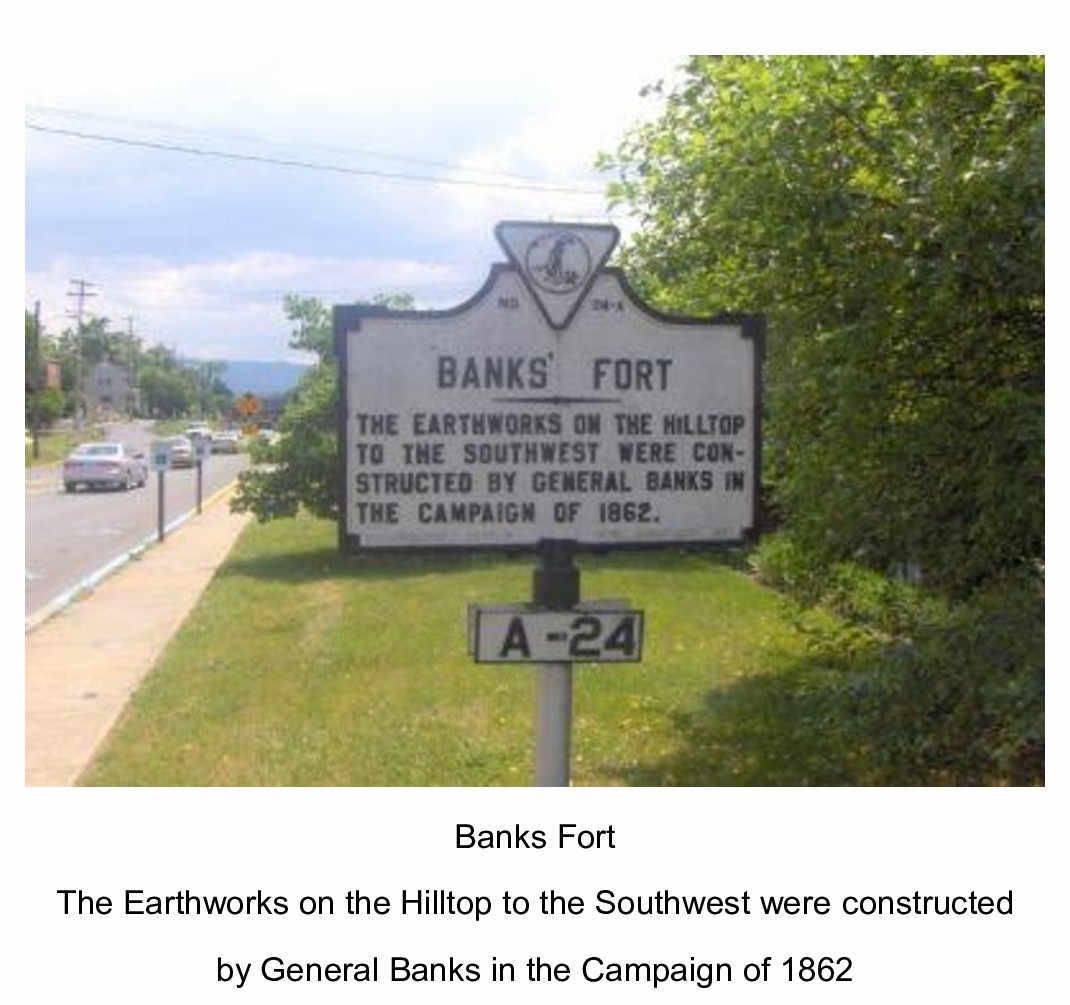 BANKS' FORT
THE EARTHWORKS ON THE HILLTOP
TO THE SOUTHWEST WERE CON-
STRUCTED BY GENERAL BANKS IN
THE CAMPAIGN OF 1862.
A-24
Banks Fort
The Earthworks on the Hilltop to the Southwest were constructed
by General Banks in the Campaign of 1862